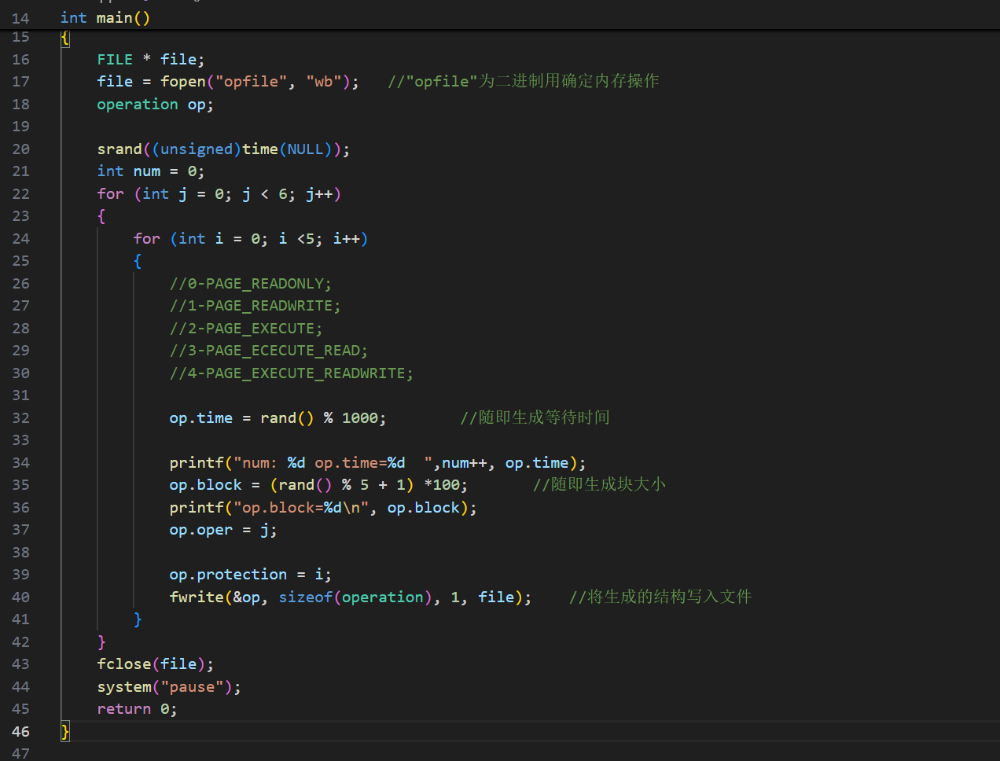 14 int main()
15 {
16 FILE * file;
17 file = fopen("opfile", "wb"); //"opfile"为二进制用确定内存操作
18 operation op;
19
20 srand((unsigned)time(NULL));
21 int num = 0;
22 for (int j = 0; j < 6; j++)
23 {
24 for (int i = 0; i <5; i++)
25 {
26 //0-PAGE_READONLY;
27 //1-PAGE_READWRITE;
28 //2-PAGE_EXECUTE;
29 //3-PAGE_ECECUTE_READ;
30 //4-PAGE_EXECUTE_READWRITE;
31
32 op.time = rand() % 1000; //随即生成等待时间
33
34 printf("num: %d op.time=%d  ",num++, op.time);
35 op.block = (rand() % 5 + 1) *100; //随即生成块大小
36 printf("op.block=%d\n", op.block);
37 op.oper = j;
38
39 op.protection = i;
40 fwrite(&op, sizeof(operation), 1, file); //将生成的结构写入文件
41 }
42 }
43 fclose(file);
44 system("pause");
45 return 0;
46 }
47